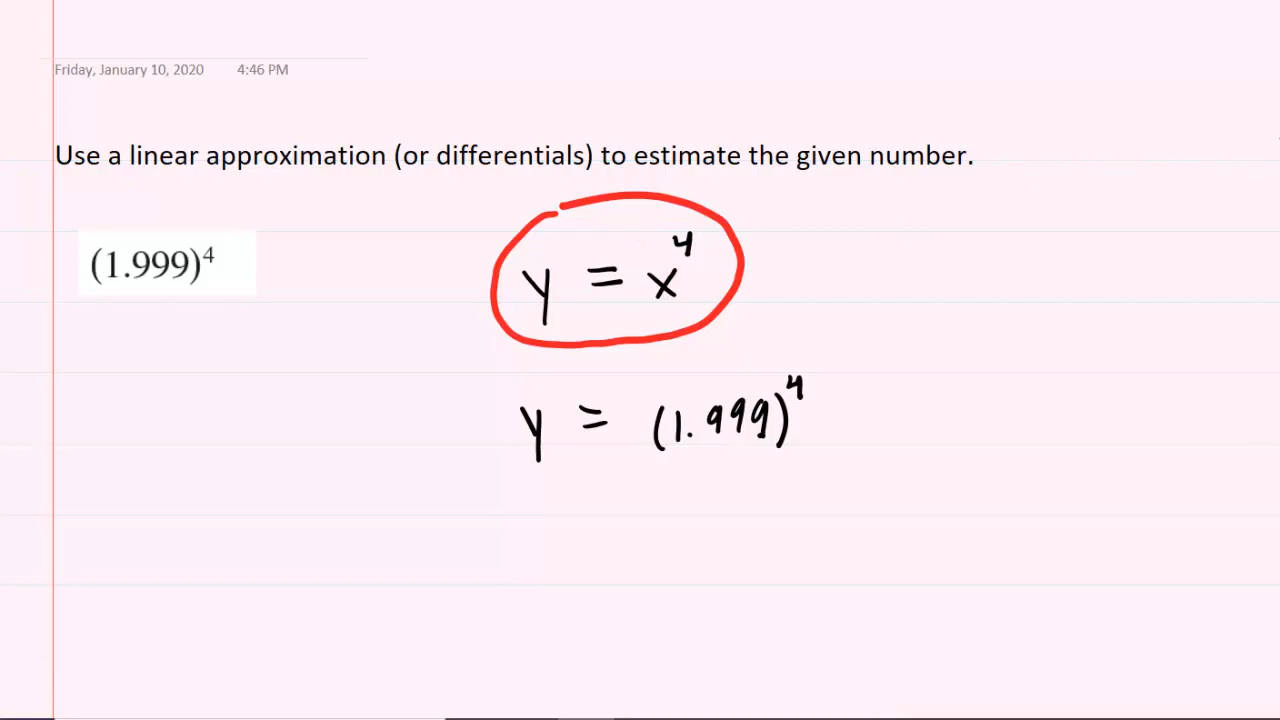 Friday, January 10, 2020 4:46 PM
Use a linear approximation (or differentials) to estimate the given number.
(1.999)⁴
y = x⁴
y = (1.999)⁴